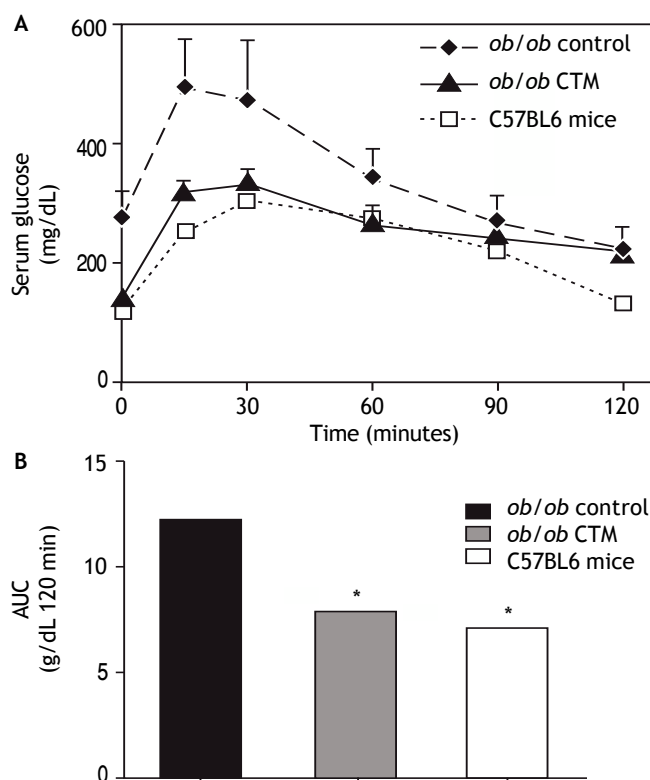 A
600
400
200
0
Serum glucose
(mg/dL)
ob/ob control
ob/ob CTM
C57BL6 mice
0 30 60 90 120
Time (minutes)
B
15
10
5
0
AUC
(g/dL 120 min)
ob/ob control
ob/ob CTM
C57BL6 mice
* *